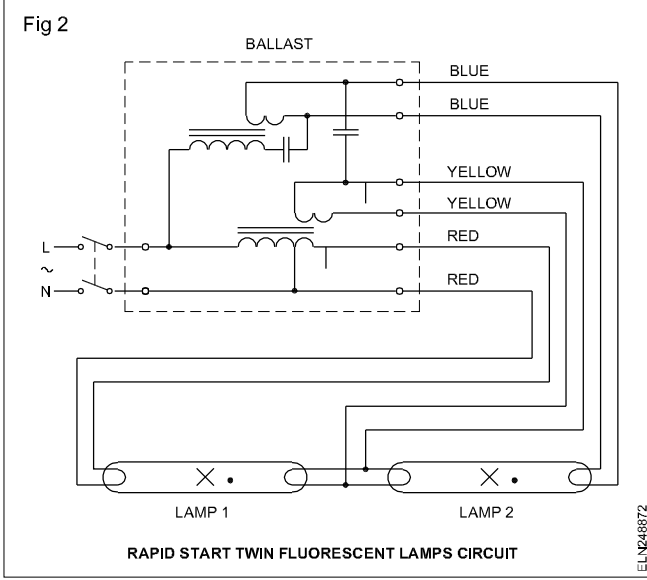 Fig 2
BALLAST
BLUE
BLUE
YELLOW
YELLOW
RED
RED
L
~
N
LAMP 1
LAMP 2
RAPID START TWIN FLUORESCENT LAMPS CIRCUIT
ELN248872